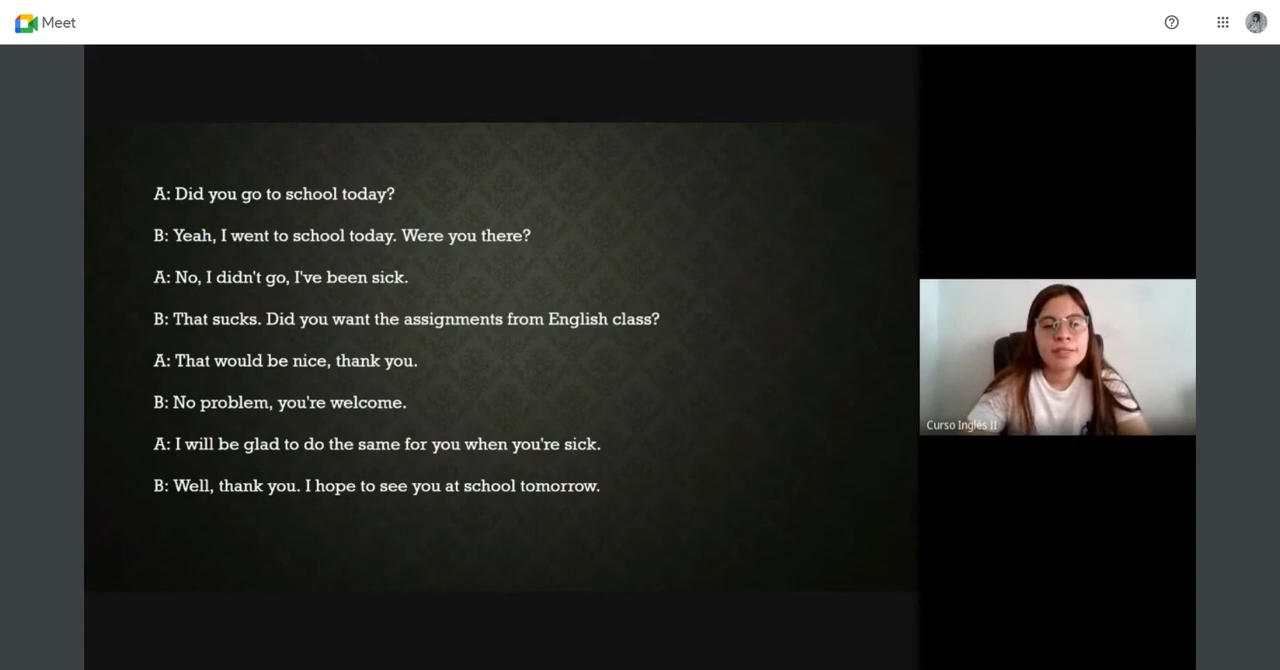 Meet
A: Did you go to school today?
B: Yeah, I went to school today. Were you there?
A: No, I didn't go, I've been sick.
B: That sucks. Did you want the assignments from English class?
A: That would be nice, thank you.
B: No problem, you're welcome.
A: I will be glad to do the same for you when you're sick.
B: Well, thank you. I hope to see you at school tomorrow.
Curso Inglés II